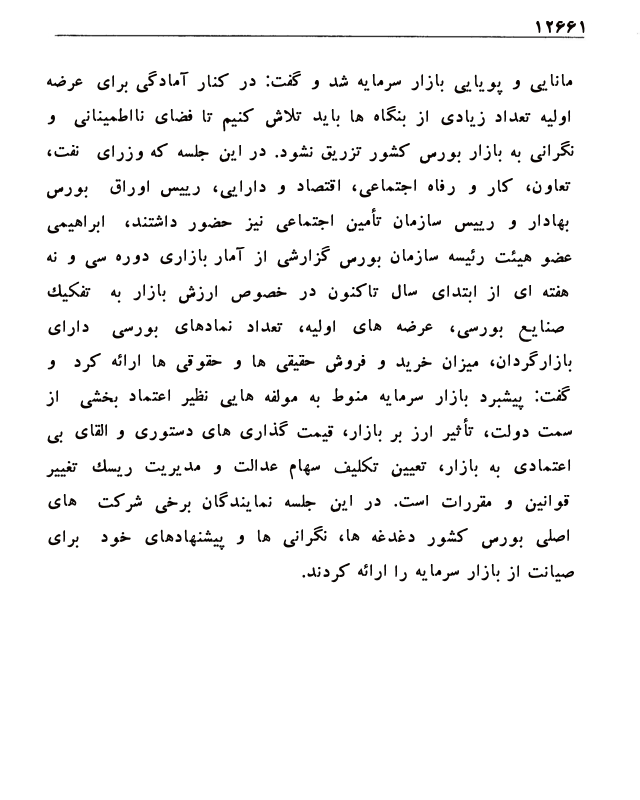 ۱۲۶۶۱
مانایی و پویایی بازار سرمایه شد و گفت: در کنار آمادگی برای عرضه
اولیه تعداد زیادی از بنگاه ها باید تلاش کنیم تا فضای نااطمینانی و
نگرانی به بازار بورس کشور تزریق نشود. در این جلسه که وزرای نفت،
تعاون، کار و رفاه اجتماعی، اقتصاد و دارایی، رییس اوراق بورس
بهادار و رییس سازمان تأمین اجتماعی نیز حضور داشتند، ابراهیمی
عضو هیئت رئیسه سازمان بورس گزارشی از آمار بازاری دوره سی و نه
هفته ای از ابتدای سال تاکنون در خصوص ارزش بازار به تفکیك
صنایع بورسی، عرضه های اولیه، تعداد نمادهای بورسی دارای
بازارگردان، میزان خرید و فروش حقیقی ها و حقوقی ها ارائه کرد و
گفت: پیشبرد بازار سرمایه منوط به مولفه هایی نظیر اعتماد بخشی از
سمت دولت، تأثیر ارز بر بازار، قیمت گذاری های دستوری و القای بی
اعتمادی به بازار، تعیین تکلیف سهام عدالت و مدیریت ریسك تغییر
قوانین و مقررات است. در این جلسه نمایندگان برخی شرکت های
اصلی بورس کشور دغدغه ها، نگرانی ها و پیشنهادهای خود برای
صیانت از بازار سرمایه را ارائه کردند.